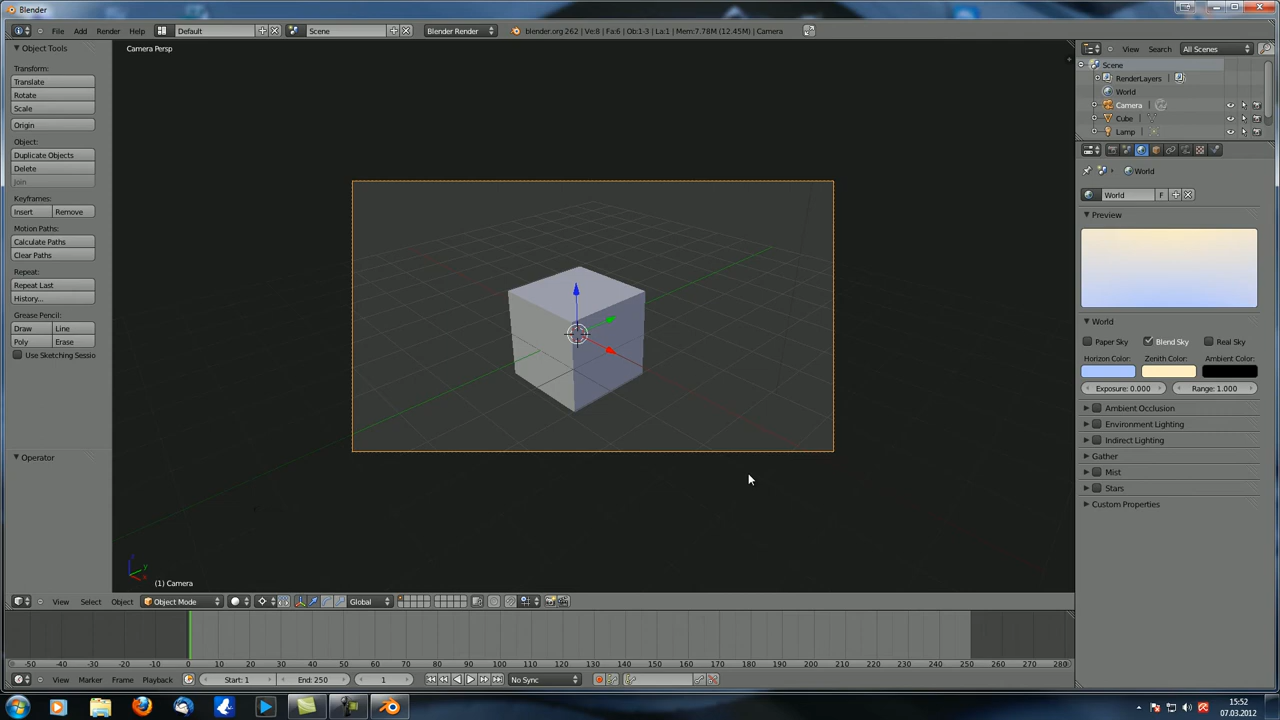 Blender
File Add Render Help Default Scene Blender Render blender.org 262 | Ve:8 | Fa:6 | Ob:1-3 | La:1 | Mem:7.78M (12.45M) | Camera
Object Tools
Transform:
Translate
Rotate
Scale
Origin
Object:
Duplicate Objects
Delete
Join
Keyframes:
Insert Remove
Motion Paths:
Calculate Paths
Clear Paths
Repeat:
Repeat Last
History...
Grease Pencil:
Draw Line
Poly Erase
Use Sketching Sessio
Operator
Camera Persp
(1) Camera
View Select Object Object Mode Global
View Search All Scenes
Scene
RenderLayers
World
Camera
Cube
Lamp
World
World F
Preview
World
Paper Sky Blend Sky Real Sky
Horizon Color: Zenith Color: Ambient Color:
Exposure: 0.000 Range: 1.000
Ambient Occlusion
Environment Lighting
Indirect Lighting
Gather
Mist
Stars
Custom Properties
-50 -40 -30 -20 -10 0 10 20 30 40 50 60 70 80 90 100 110 120 130 140 150 160 170 180 190 200 210 220 230 240 250 260 270 280
View Marker Frame Playback Start: 1 End: 250 1 No Sync
15:52
07.03.2012